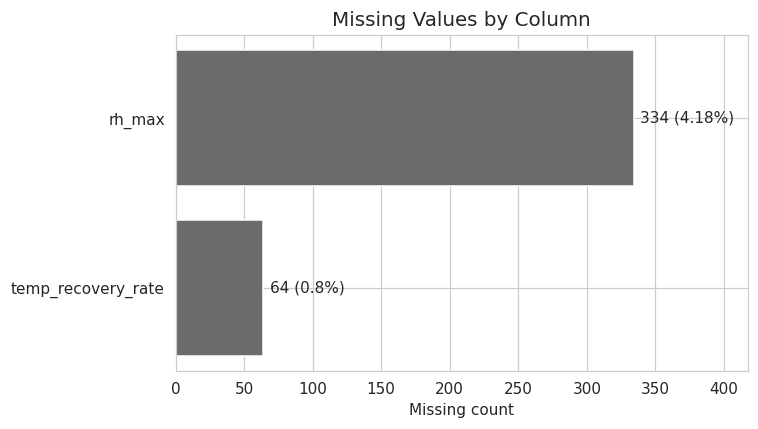 Missing Values by Column
rh_max
334 (4.18%)
temp_recovery_rate
64 (0.8%)
0 50 100 150 200 250 300 350 400
Missing count